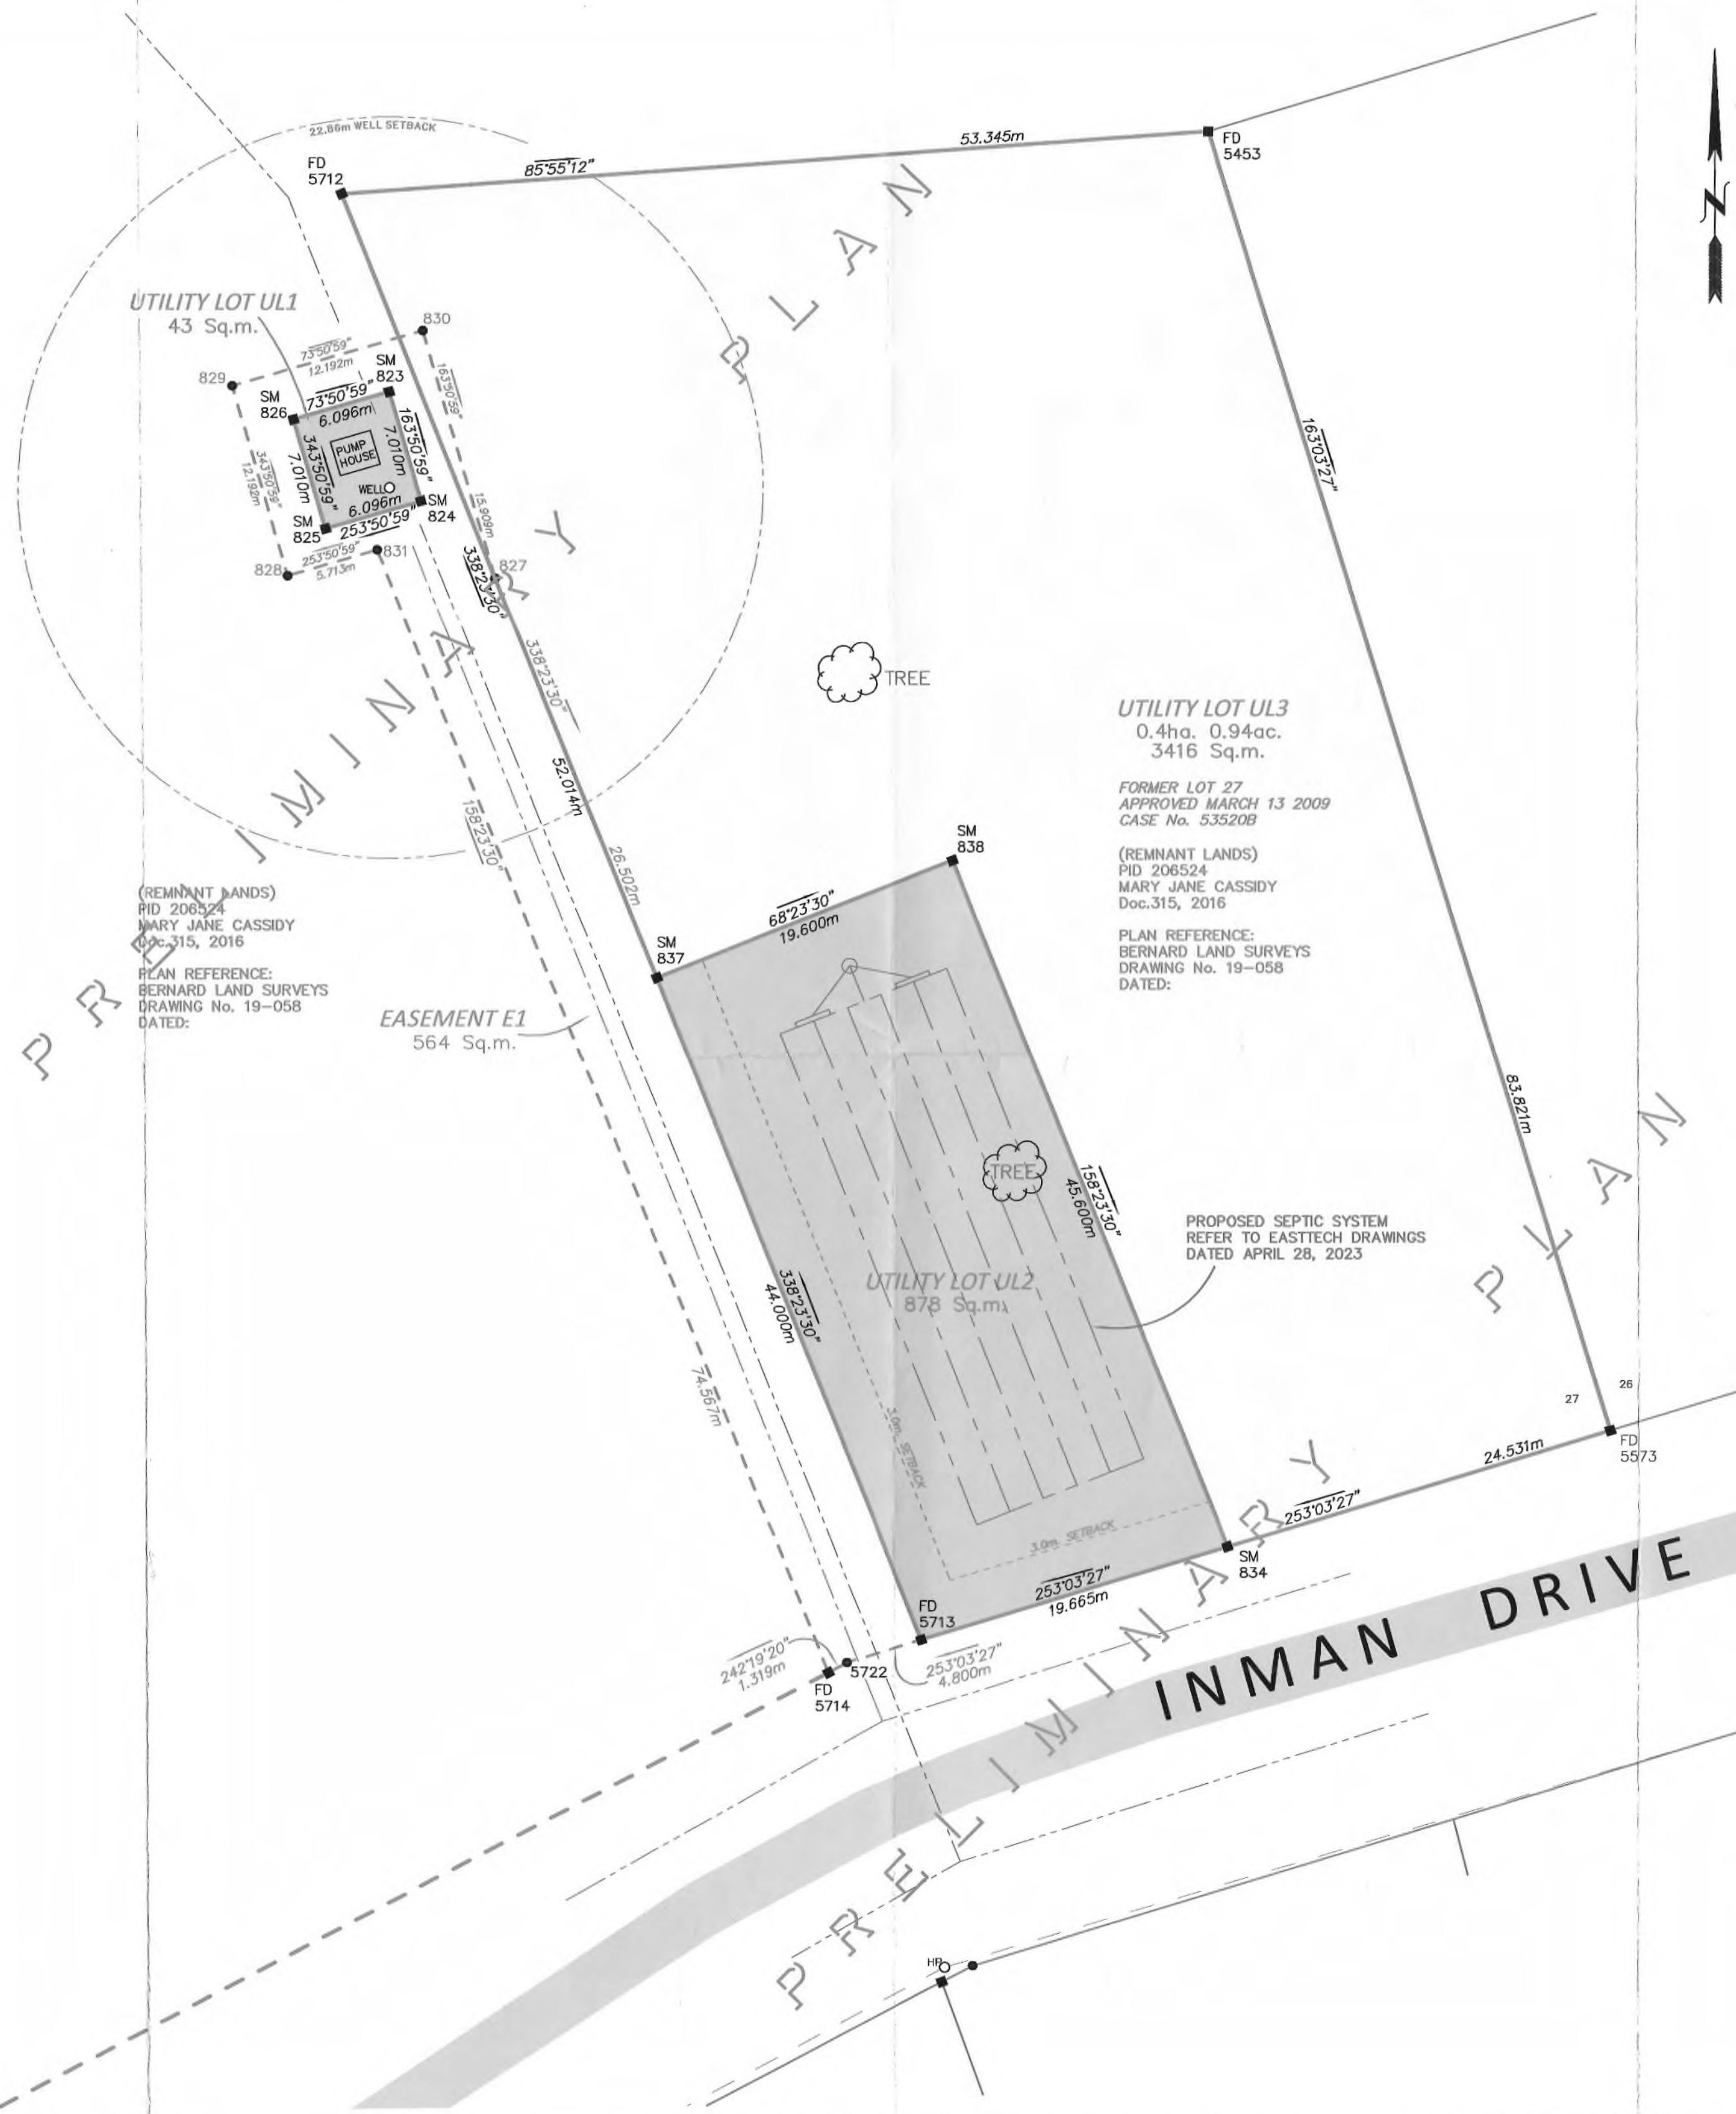 22.86m WELL SETBACK
FD
5712
85°55'12"
53.345m
FD
5453
N
UTILITY LOT UL1
43 Sq.m.
830
829
73°50'59"
12.192m
SM
823
SM
826
73°50'59"
6.096m
163°50'59"
7.010m
343°50'59"
7.010m
PUMP
HOUSE
WELL
6.096m
253°50'59"
SM
824
SM
825
163°50'59"
15.909m
343°50'59"
12.192m
828
253°50'59"
5.713m
831
827
338°23'30"
338°23'30"
52.014m
26.502m
158°23'30"
163°03'27"
83.821m
TREE
UTILITY LOT UL3
0.4ha. 0.94ac.
3416 Sq.m.
FORMER LOT 27
APPROVED MARCH 13 2009
CASE No. 53520B
(REMNANT LANDS)
PID 206524
MARY JANE CASSIDY
Doc.315, 2016
PLAN REFERENCE:
BERNARD LAND SURVEYS
DRAWING No. 19-058
DATED:
(REMNANT LANDS)
PID 206524
MARY JANE CASSIDY
Doc.315, 2016
PLAN REFERENCE:
BERNARD LAND SURVEYS
DRAWING No. 19-058
DATED:
EASEMENT E1
564 Sq.m.
SM
838
68°23'30"
19.600m
SM
837
TREE
158°23'30"
45.600m
PROPOSED SEPTIC SYSTEM
REFER TO EASTTECH DRAWINGS
DATED APRIL 28, 2023
UTILITY LOT UL2
878 Sq.m.
338°23'30"
44.000m
74.567m
3.0m SETBACK
3.0m SETBACK
27
26
FD
5573
24.531m
253°03'27"
SM
834
253°03'27"
19.665m
FD
5713
253°03'27"
4.800m
242°19'20"
1.319m
5722
FD
5714
INMAN DRIVE
HP
PRELIMINARY PLAN
PRELIMINARY PLAN